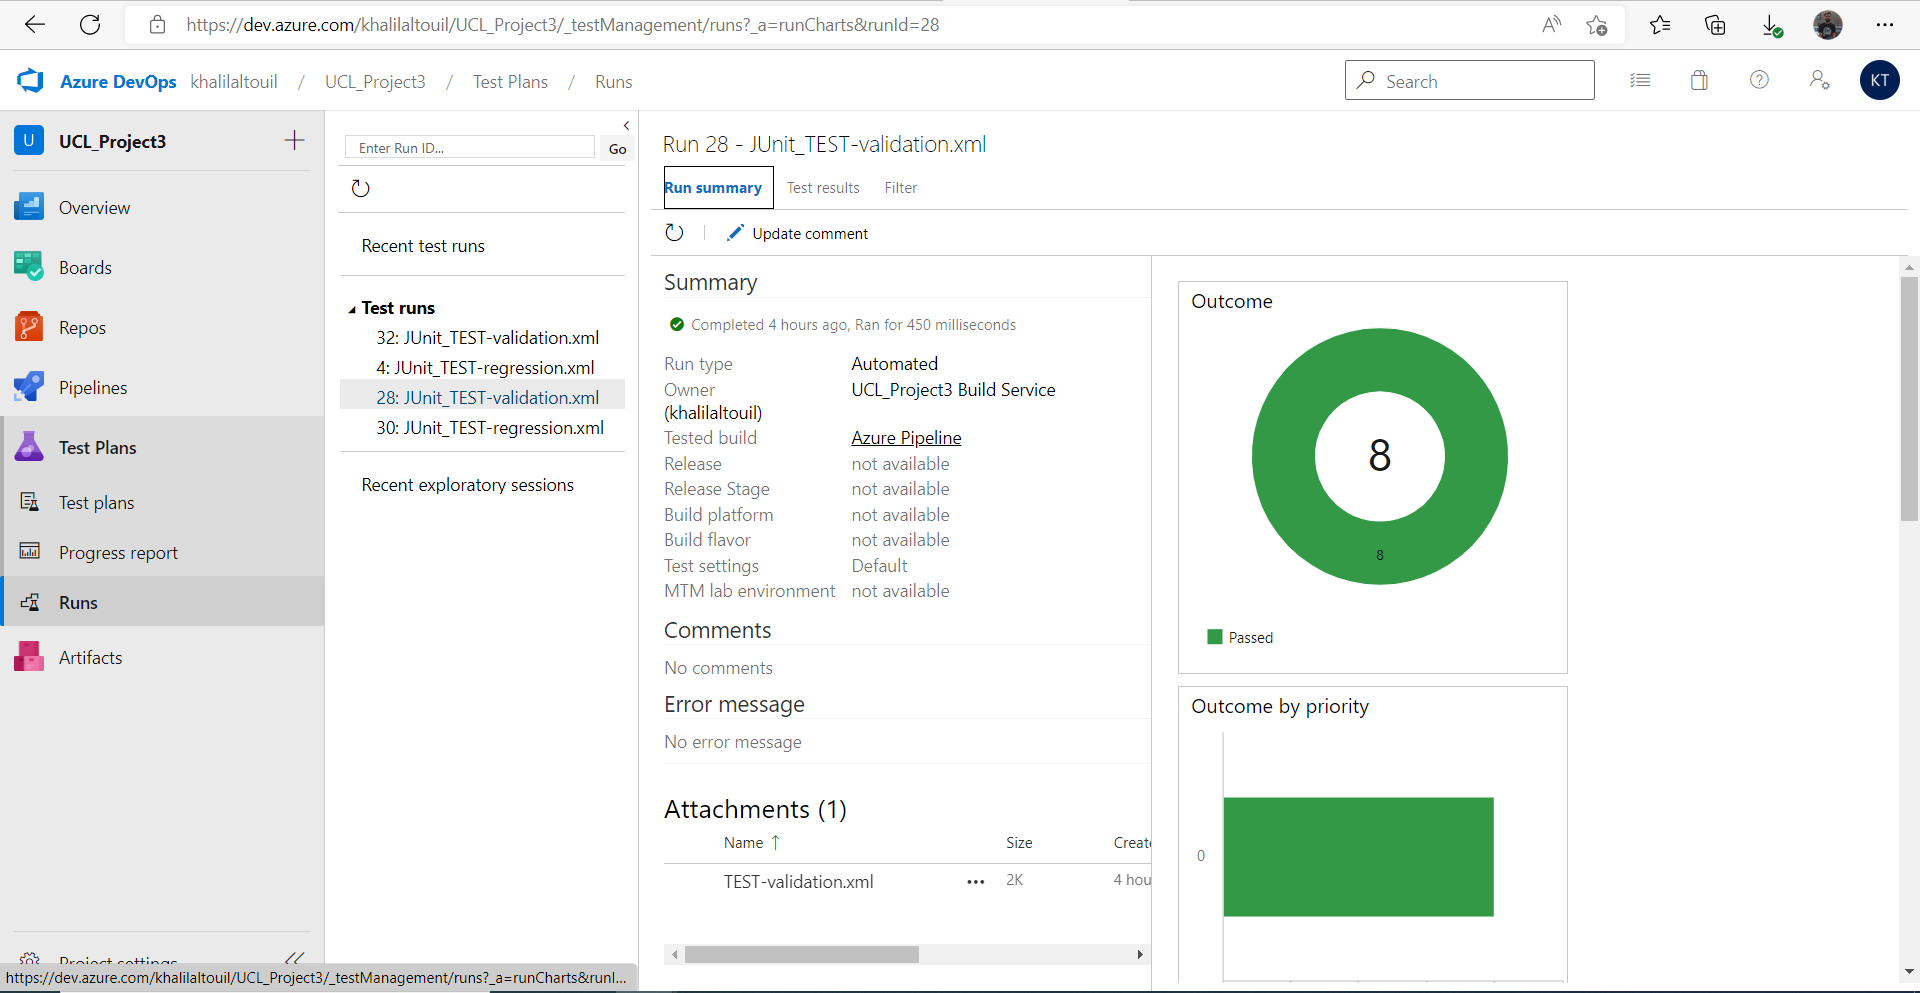 https://dev.azure.com/khalilaltouil/UCL_Project3/_testManagement/runs?_a=runCharts&runId=28
Azure DevOps khalilaltouil / UCL_Project3 / Test Plans / Runs
Search
KT
U UCL_Project3
Overview
Boards
Repos
Pipelines
Test Plans
Test plans
Progress report
Runs
Artifacts
Project settings
https://dev.azure.com/khalilaltouil/UCL_Project3/_testManagement/runs?_a=runCharts&runI...
Enter Run ID...
Go
Recent test runs
Test runs
32: JUnit_TEST-validation.xml
4: JUnit_TEST-regression.xml
28: JUnit_TEST-validation.xml
30: JUnit_TEST-regression.xml
Recent exploratory sessions
Run 28 - JUnit_TEST-validation.xml
Run summary Test results Filter
Update comment
Summary
Completed 4 hours ago, Ran for 450 milliseconds
Run type Automated
Owner UCL_Project3 Build Service
(khalilaltouil)
Tested build Azure Pipeline
Release not available
Release Stage not available
Build platform not available
Build flavor not available
Test settings Default
MTM lab environment not available
Comments
No comments
Error message
No error message
Attachments (1)
Name ↑ Size Create
TEST-validation.xml ... 2K 4 hou
Outcome
8
8
Passed
Outcome by priority
0